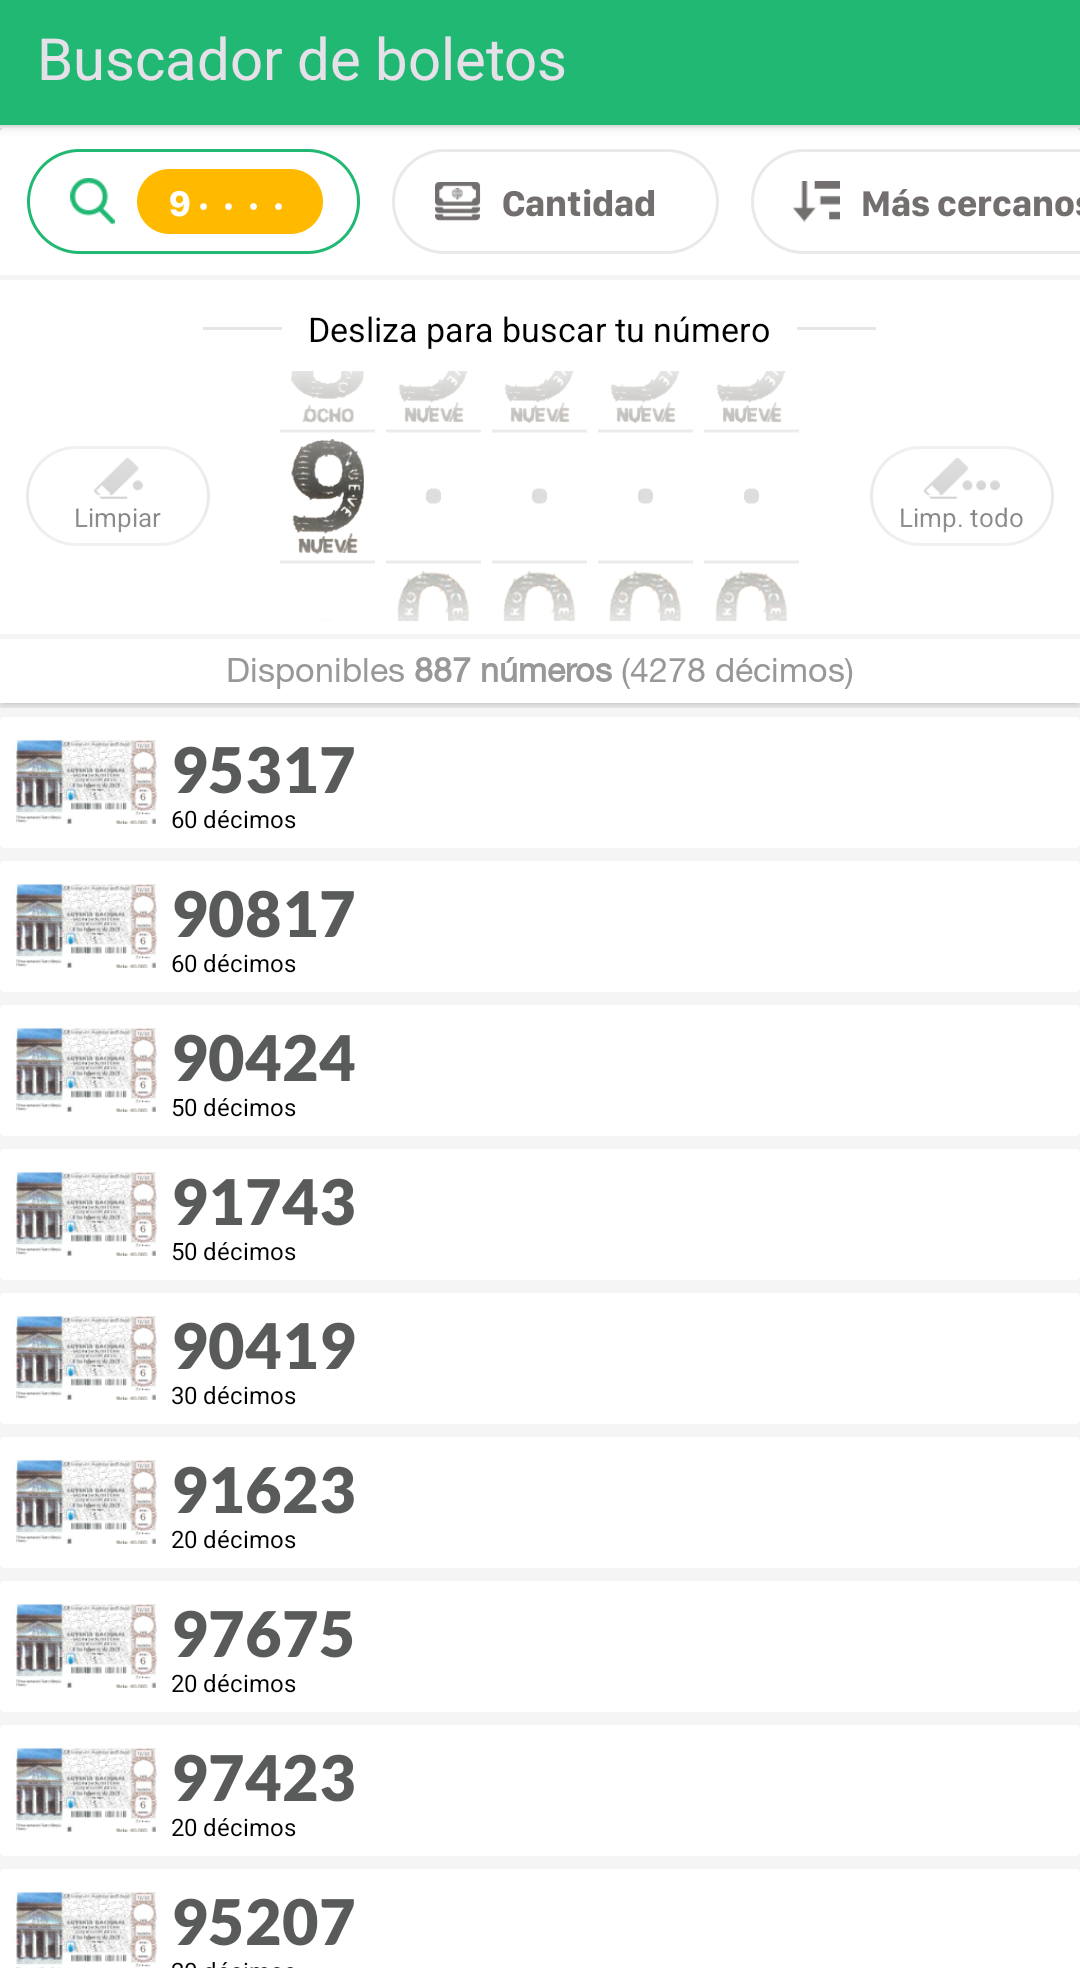 Buscador de boletos
9 . . . .
Cantidad
Más cercanos
Desliza para buscar tu número
OCHO NUEVE NUEVE NUEVE NUEVE
9 NUEVE
Limpiar
Limp. todo
Disponibles 887 números (4278 décimos)
95317
60 décimos
90817
60 décimos
90424
50 décimos
91743
50 décimos
90419
30 décimos
91623
20 décimos
97675
20 décimos
97423
20 décimos
95207